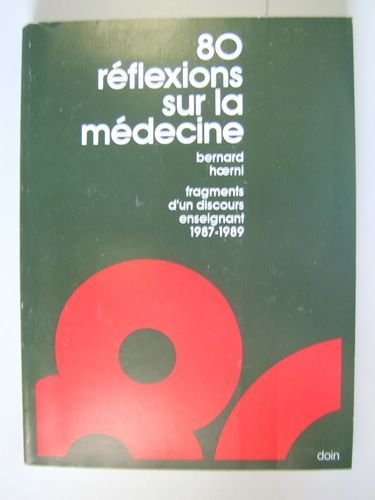 80
réflexions
sur la
médecine
bernard
hœrni
fragments
d'un discours
enseignant
1987-1989
doin